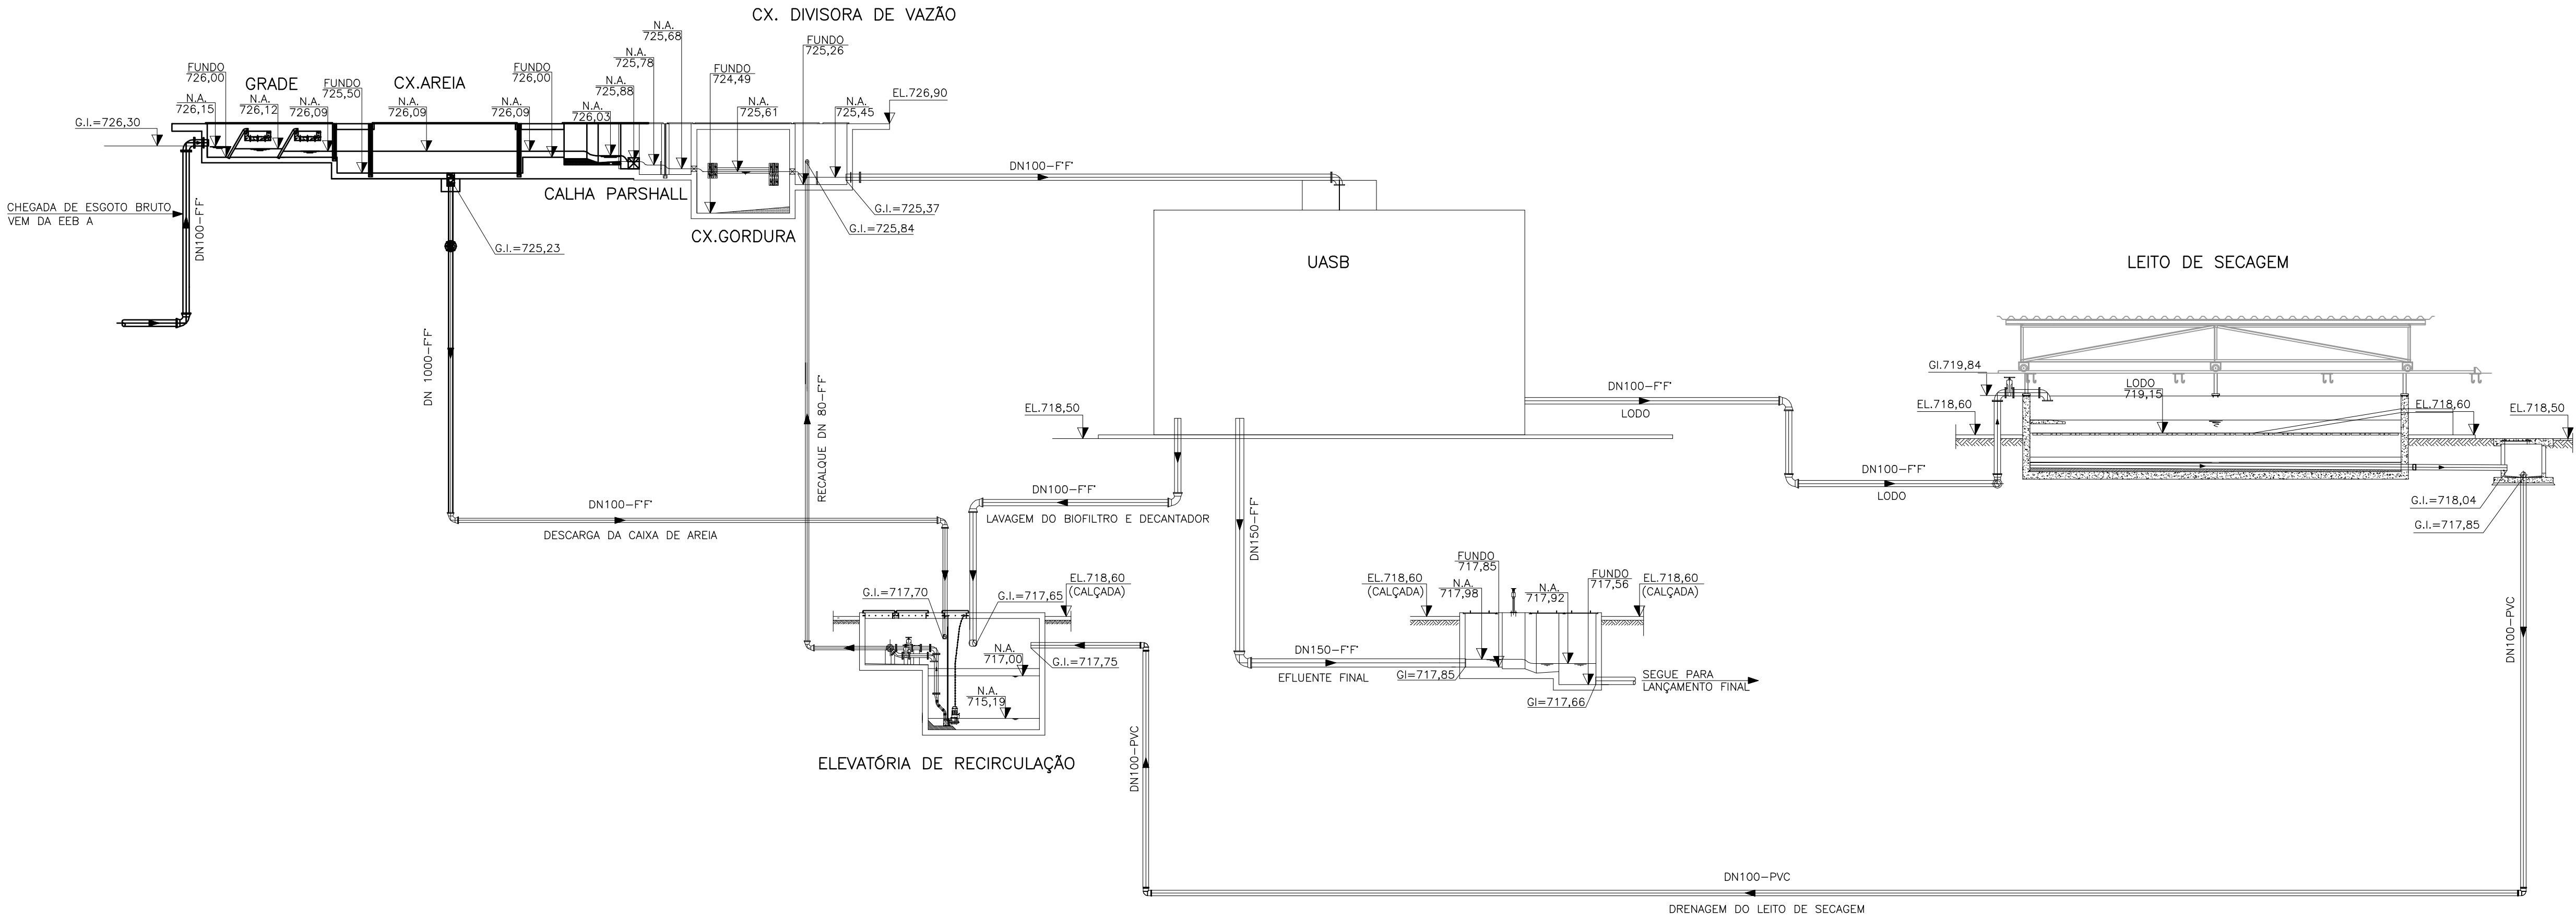 CX. DIVISORA DE VAZÃO
N.A.
725,68
FUNDO
725,26
N.A.
725,78
FUNDO
726,00
GRADE
FUNDO
725,50
CX.AREIA
FUNDO
726,00
N.A.
725,88
FUNDO
724,49
N.A.
726,15
N.A.
726,12
N.A.
726,09
N.A.
726,09
N.A.
726,09
N.A.
726,03
N.A.
725,61
N.A.
725,45
EL.726,90
G.I.=726,30
DN100-F°F°
CALHA PARSHALL
CHEGADA DE ESGOTO BRUTO
VEM DA EEB A
DN100-F°F°
G.I.=725,37
G.I.=725,84
CX.GORDURA
G.I.=725,23
UASB
LEITO DE SECAGEM
DN 1000-F°F°
RECALQUE DN 80-F°F°
GI.719,84
LODO
719,15
DN100-F°F°
LODO
EL.718,50
EL.718,60
EL.718,60
EL.718,50
DN100-F°F°
LODO
DN100-F°F°
DESCARGA DA CAIXA DE AREIA
DN100-F°F°
LAVAGEM DO BIOFILTRO E DECANTADOR
DN150-F°F°
G.I.=718,04
G.I.=717,85
G.I.=717,70
G.I.=717,65
EL.718,60
(CALÇADA)
EL.718,60
(CALÇADA)
FUNDO
717,85
N.A.
717,98
N.A.
717,92
FUNDO
717,56
EL.718,60
(CALÇADA)
N.A.
717,00
G.I.=717,75
N.A.
715,19
DN150-F°F°
EFLUENTE FINAL
GI=717,85
GI=717,66
SEGUE PARA
LANÇAMENTO FINAL
ELEVATÓRIA DE RECIRCULAÇÃO
DN100-PVC
DN100-PVC
DN100-PVC
DRENAGEM DO LEITO DE SECAGEM